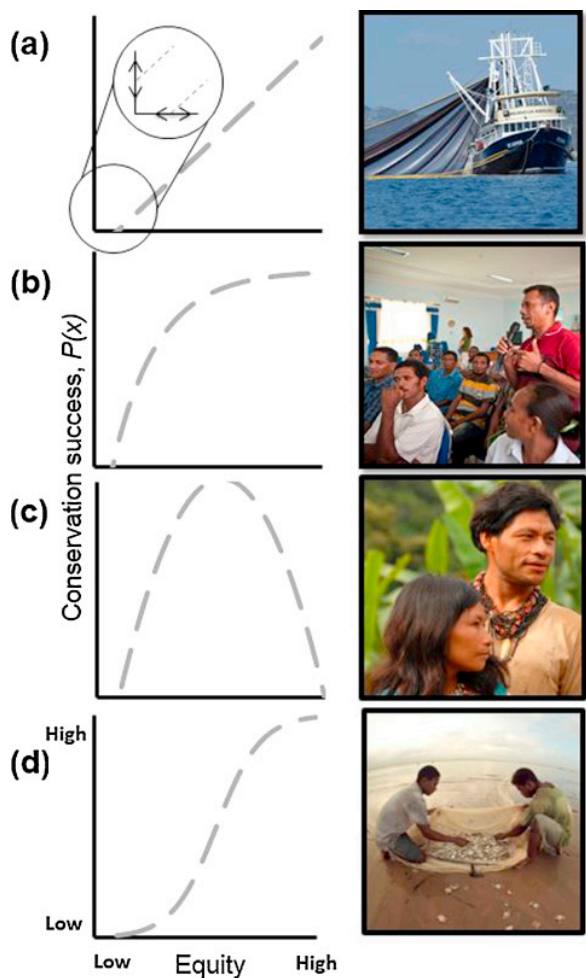 (a)
(b)
(c)
(d)
Conservation success, P(x)
High
Low
Low
Equity
High